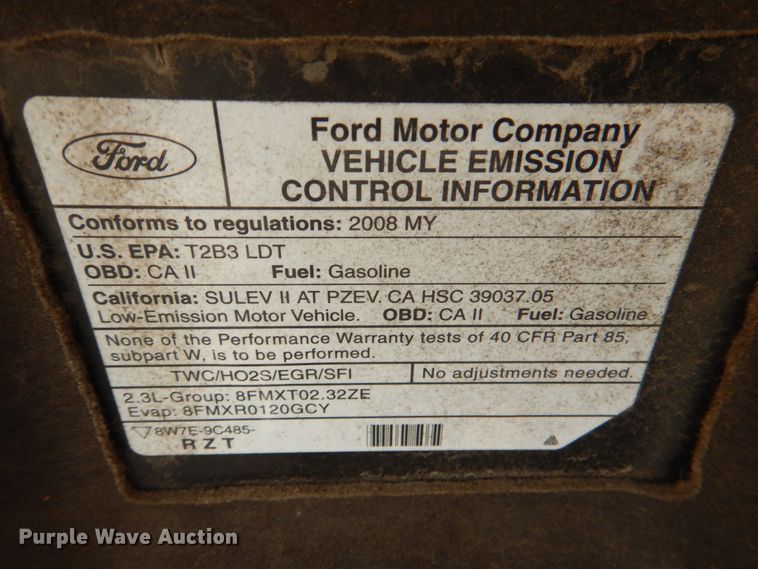 Ford
Ford Motor Company
VEHICLE EMISSION
CONTROL INFORMATION
Conforms to regulations: 2008 MY
U.S. EPA: T2B3 LDT
OBD: CA II Fuel: Gasoline
California: SULEV II AT PZEV. CA HSC 39037.05
Low-Emission Motor Vehicle. OBD: CA II Fuel: Gasoline
None of the Performance Warranty tests of 40 CFR Part 85,
subpart W, is to be performed.
TWC/HO2S/EGR/SFI No adjustments needed.
2.3L-Group: 8FMXT02.32ZE
Evap: 8FMXR0120GCY
8W7E-9C485-
RZT
Purple Wave Auction®